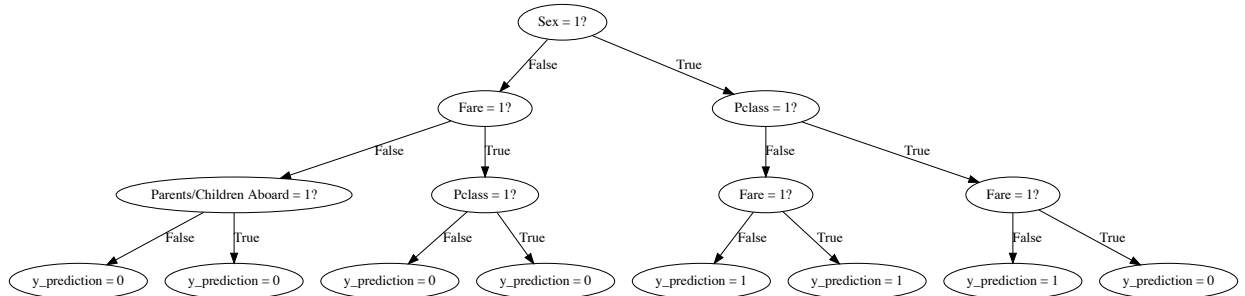 Sex = 1?
False
True
Fare = 1?
Pclass = 1?
False
True
False
True
Parents/Children Aboard = 1?
Pclass = 1?
Fare = 1?
Fare = 1?
False
True
False
True
False
True
False
True
y_prediction = 0
y_prediction = 0
y_prediction = 0
y_prediction = 0
y_prediction = 1
y_prediction = 1
y_prediction = 1
y_prediction = 0